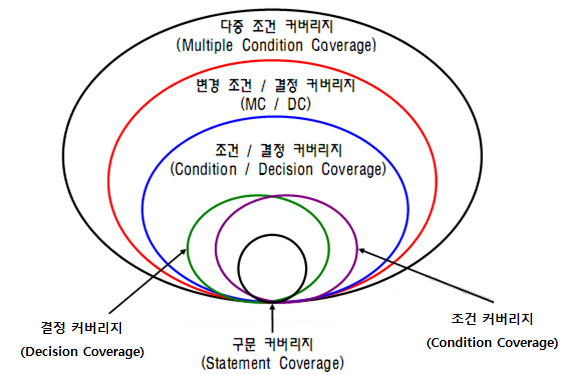 다중 조건 커버리지
(Multiple Condition Coverage)
변경 조건 / 결정 커버리지
(MC / DC)
조건 / 결정 커버리지
(Condition / Decision Coverage)
결정 커버리지
(Decision Coverage)
구문 커버리지
(Statement Coverage)
조건 커버리지
(Condition Coverage)